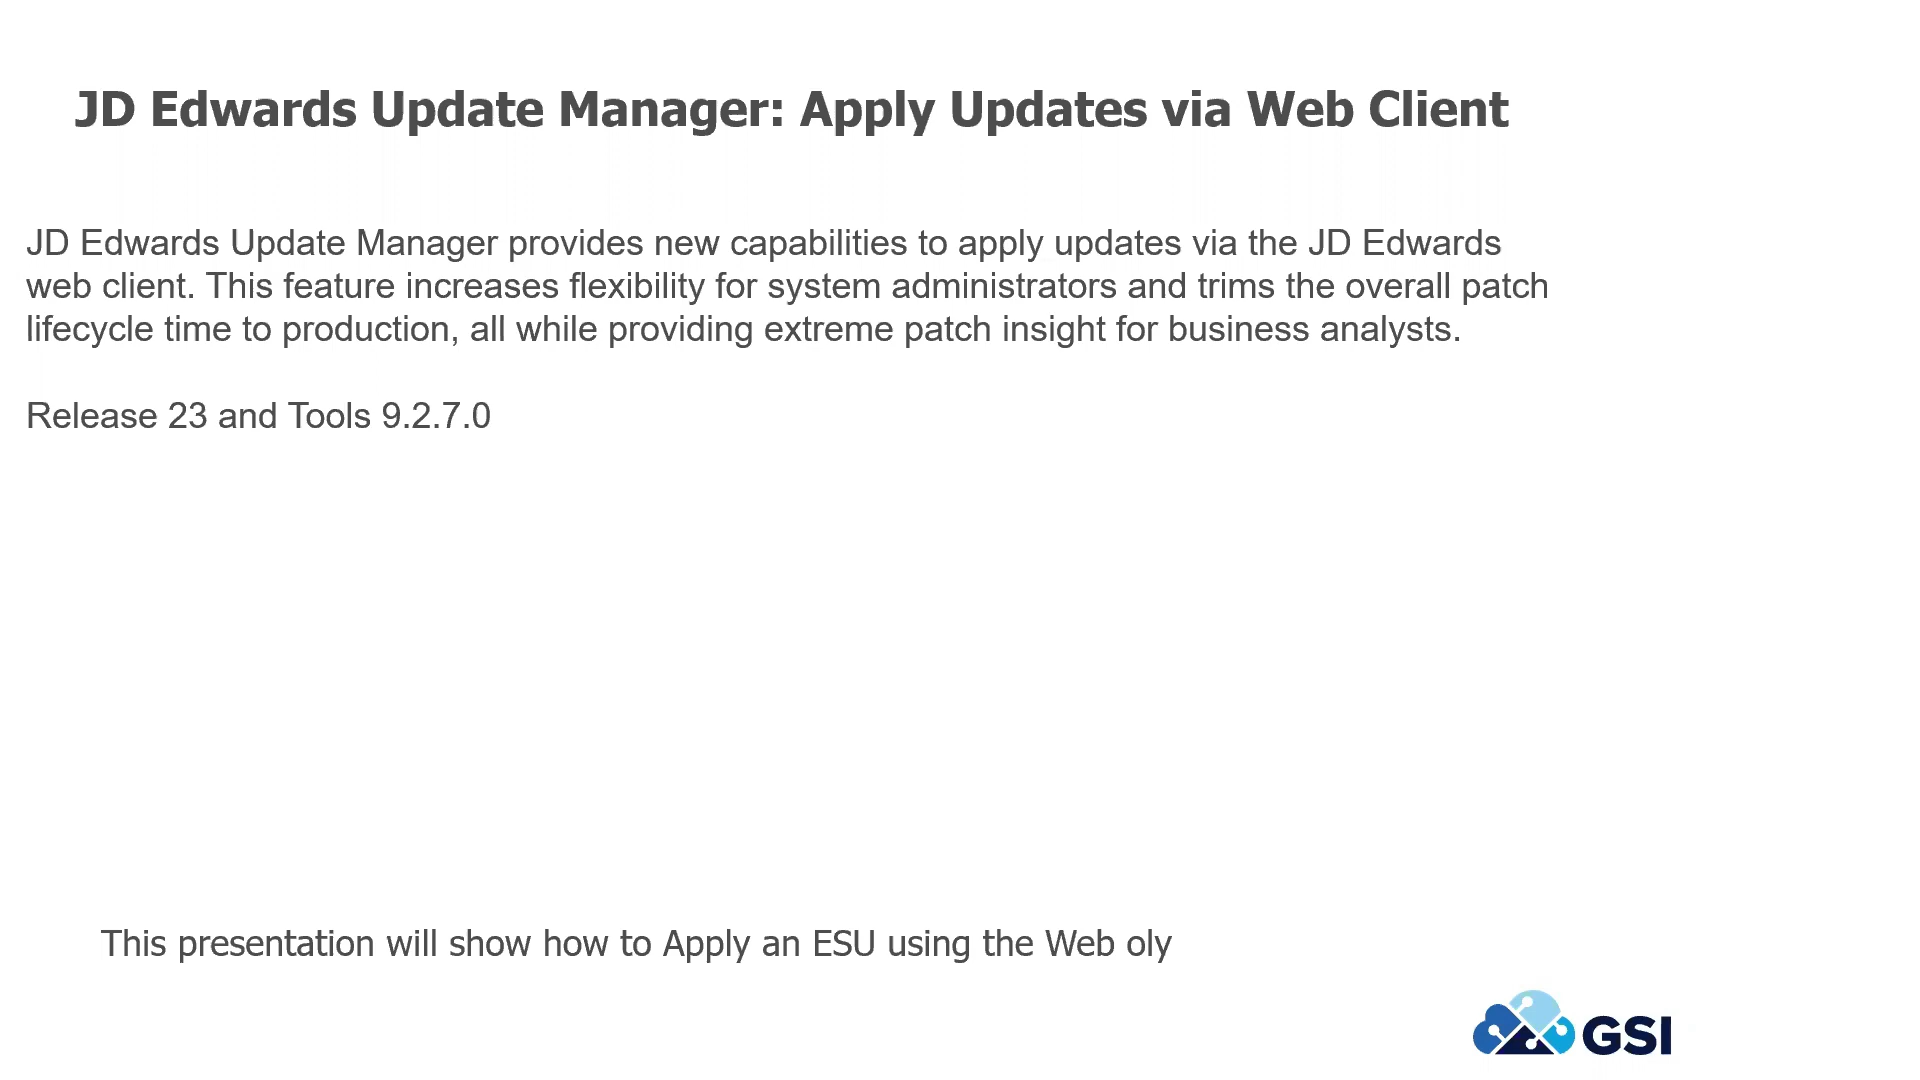 JD Edwards Update Manager: Apply Updates via Web Client
JD Edwards Update Manager provides new capabilities to apply updates via the JD Edwards
web client. This feature increases flexibility for system administrators and trims the overall patch
lifecycle time to production, all while providing extreme patch insight for business analysts.
Release 23 and Tools 9.2.7.0
This presentation will show how to Apply an ESU using the Web oly
GSI